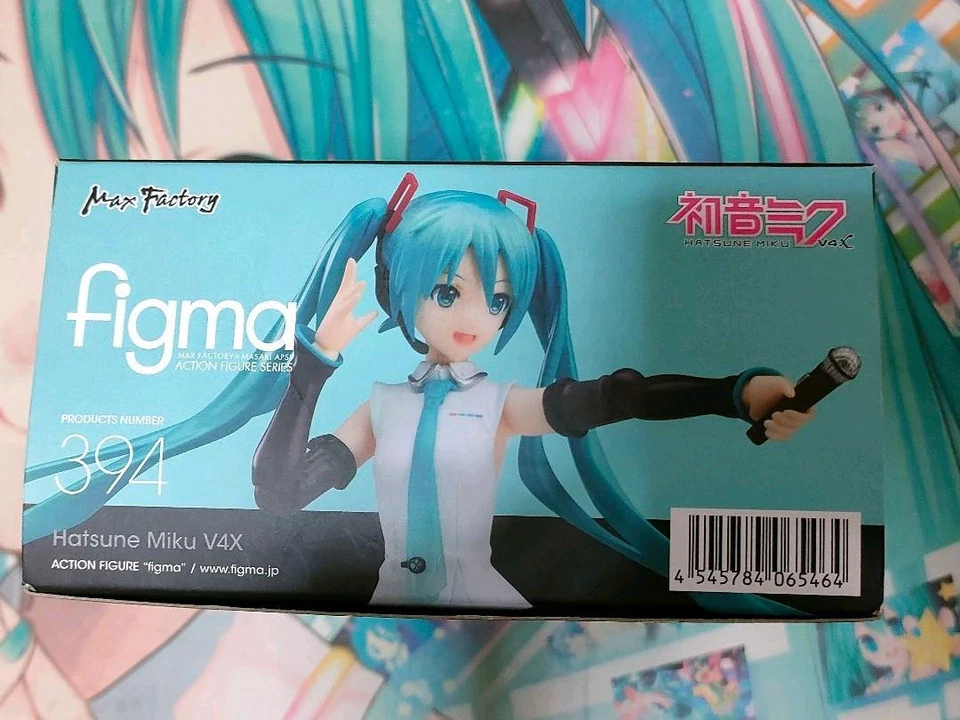 Max Factory
初音ミク
HATSUNE MIKU V4X
figma
MAX FACTORY × MASAKI APSY
ACTION FIGURE SERIES
PRODUCTS NUMBER
394
Hatsune Miku V4X
ACTION FIGURE "figma" / www.figma.jp
4 545784 065464